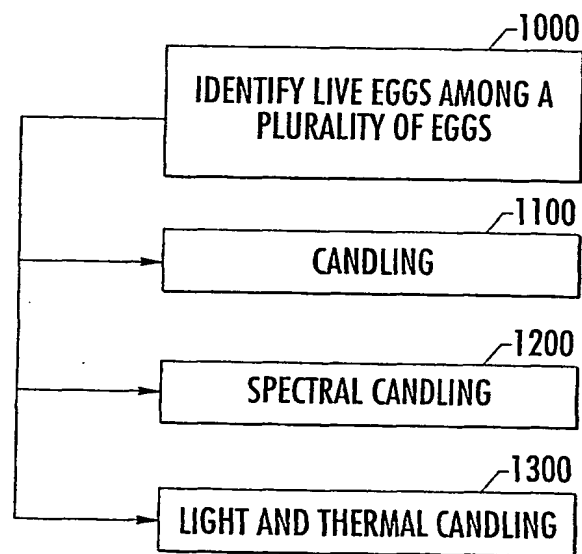 1000
IDENTIFY LIVE EGGS AMONG A
PLURALITY OF EGGS
1100
CANDLING
1200
SPECTRAL CANDLING
1300
LIGHT AND THERMAL CANDLING